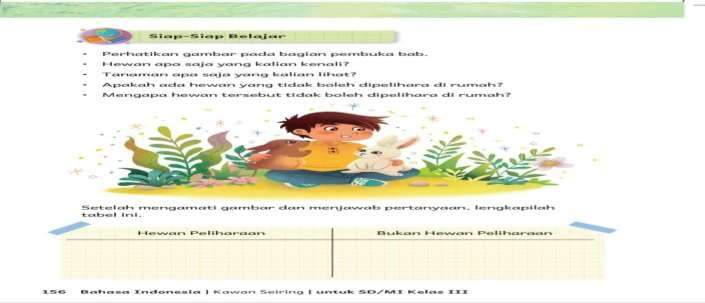 Siap-Siap Belajar
- Perhatikan gambar pada bagian pembuka bab.
- Hewan apa saja yang kalian kenali?
- Tanaman apa saja yang kalian lihat?
- Apakah ada hewan yang tidak boleh dipelihara di rumah?
- Mengapa hewan tersebut tidak boleh dipelihara di rumah?
Setelah mengamati gambar dan menjawab pertanyaan, lengkapilah
tabel ini.
Hewan Peliharaan Bukan Hewan Peliharaan
156 Bahasa Indonesia | Kawan Seiring | untuk SD/MI Kelas III